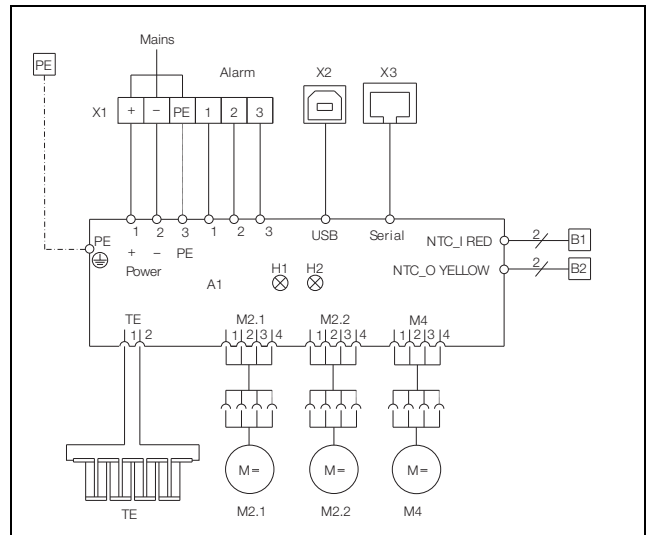 Mains
PE
Alarm
X2
X3
X1 + − PE 1 2 3
1 2 3 1 2 3
USB
Serial
PE
+ − PE
Power
NTC_I RED
2
B1
NTC_O YELLOW
2
B2
H1 H2
A1
TE
M2.1
M2.2
M4
1 2
1 2 3 4
1 2 3 4
1 2 3 4
M=
M=
M=
TE
M2.1
M2.2
M4